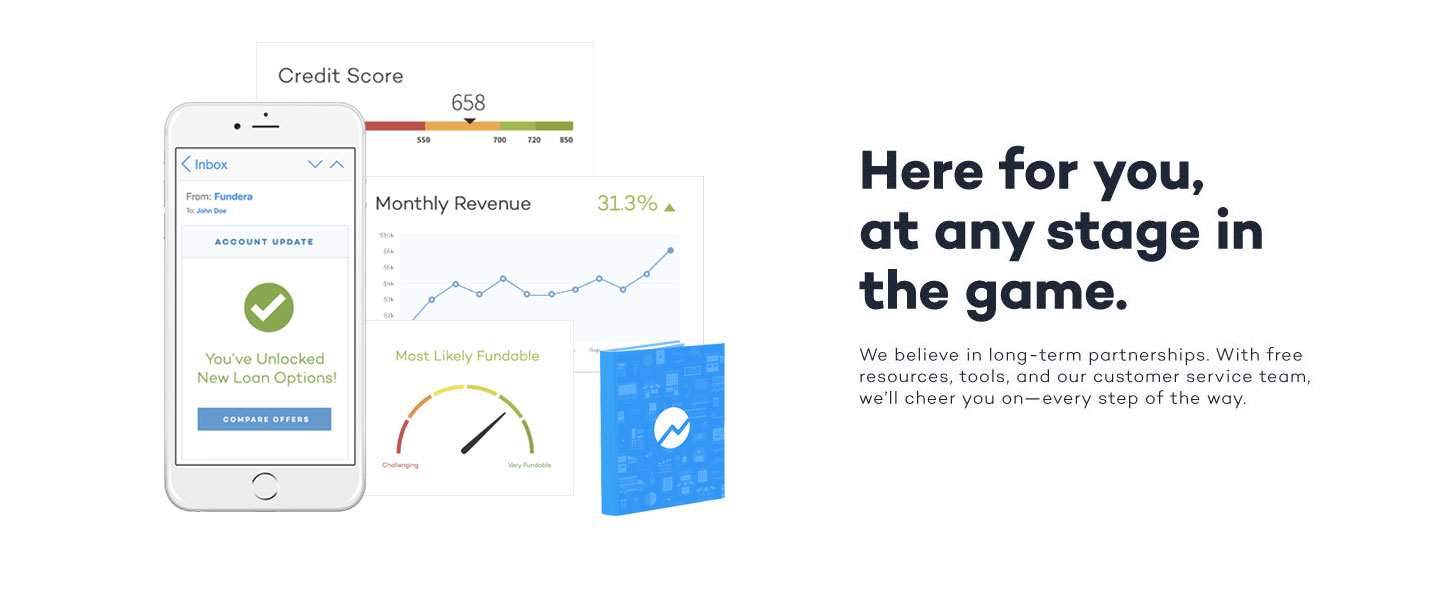 Credit Score
658
550 700 720 850
Inbox
From: Fundera
To: John Doe
ACCOUNT UPDATE
You've Unlocked
New Loan Options!
COMPARE OFFERS
Monthly Revenue
31.3%
$6k
$5k
$4k
$3k
$2k
Most Likely Fundable
Challenging
Very Fundable
Here for you,
at any stage in
the game.
We believe in long-term partnerships. With free
resources, tools, and our customer service team,
we'll cheer you on—every step of the way.